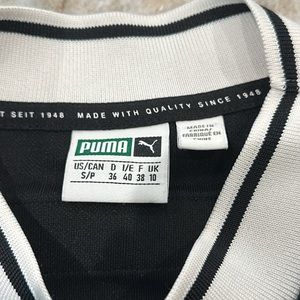 T SEIT 1948 MADE WITH QUALITY SINCE 1948
PUMA
US/CAN D I/E F UK
S/P 36 40 38 10
MADE IN
CHINA/
FABRIQUÉ EN
CHINE